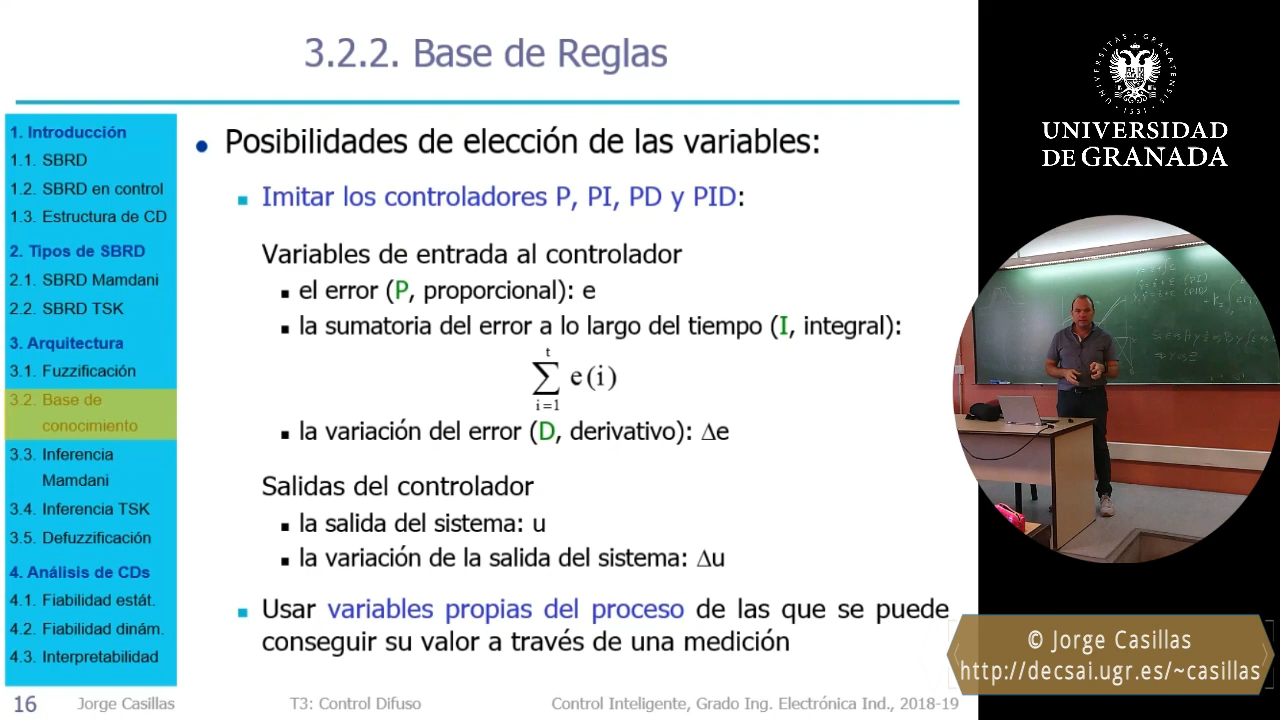 3.2.2. Base de Reglas
1. Introducción
1.1. SBRD
1.2. SBRD en control
1.3. Estructura de CD
2. Tipos de SBRD
2.1. SBRD Mamdani
2.2. SBRD TSK
3. Arquitectura
3.1. Fuzzificación
3.2. Base de
conocimiento
3.3. Inferencia
Mamdani
3.4. Inferencia TSK
3.5. Defuzzificación
4. Análisis de CDs
4.1. Fiabilidad estát.
4.2. Fiabilidad dinám.
4.3. Interpretabilidad
• Posibilidades de elección de las variables:
▪ Imitar los controladores P, PI, PD y PID:
Variables de entrada al controlador
▪ el error (P, proporcional): e
▪ la sumatoria del error a lo largo del tiempo (I, integral):
t
∑ e(i)
i=1
▪ la variación del error (D, derivativo): Δe
Salidas del controlador
▪ la salida del sistema: u
▪ la variación de la salida del sistema: Δu
▪ Usar variables propias del proceso de las que se puede
conseguir su valor a través de una medición
16 Jorge Casillas T3: Control Difuso Control Inteligente, Grado Ing. Electrónica Ind., 2018-19
UNIVERSITAS GRANATENSIS
1531
UNIVERSIDAD
DE GRANADA
(PI)
© Jorge Casillas
http://decsai.ugr.es/~casillas